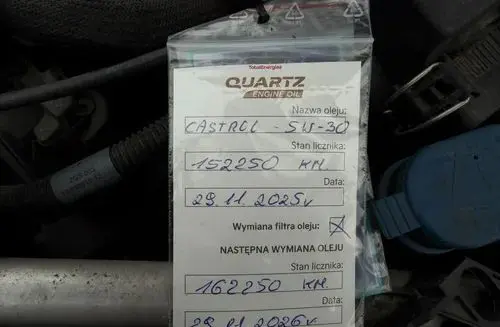 TotalEnergies
QUARTZ
ENGINE OIL
Nazwa oleju:
CASTROL - 5W-30
Stan licznika:
152250 KM.
Data:
29.11.2025r
Wymiana filtra oleju:
NASTĘPNA WYMIANA OLEJU
Stan licznika:
162250 KM.
Data: